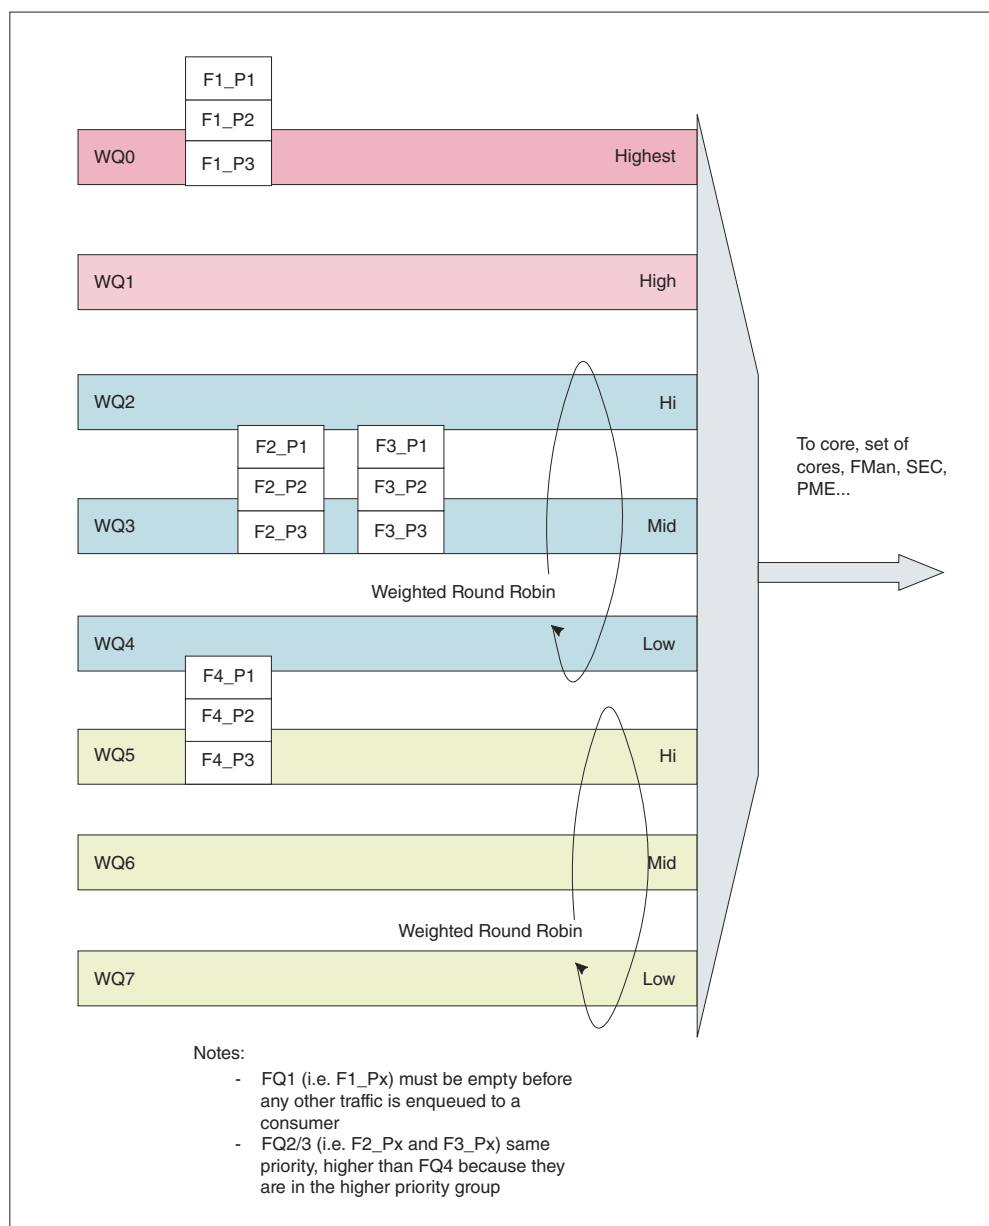 F1_P1
F1_P2
WQ0
F1_P3
Highest
WQ1
High
WQ2
Hi
F2_P1
F3_P1
F2_P2
F3_P2
WQ3
F2_P3
F3_P3
Mid
To core, set of
cores, FMan, SEC,
PME...
Weighted Round Robin
WQ4
Low
F4_P1
F4_P2
WQ5
F4_P3
Hi
WQ6
Mid
Weighted Round Robin
WQ7
Low
Notes:
- FQ1 (i.e. F1_Px) must be empty before
any other traffic is enqueued to a
consumer
- FQ2/3 (i.e. F2_Px and F3_Px) same
priority, higher than FQ4 because they
are in the higher priority group